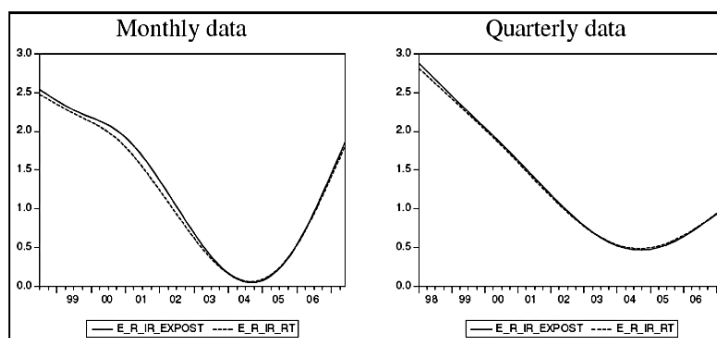 Monthly data
3.0
2.5
2.0
1.5
1.0
0.5
0.0
99 00 01 02 03 04 05 06
E_R_IR_EXPOST E_R_IR_RT
Quarterly data
3.0
2.5
2.0
1.5
1.0
0.5
0.0
98 99 00 01 02 03 04 05 06
E_R_IR_EXPOST E_R_IR_RT